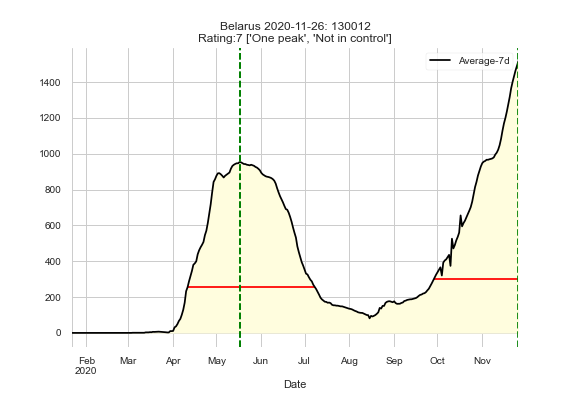 Belarus 2020-11-26: 130012
Rating:7 ['One peak', 'Not in control']
Average-7d
1400
1200
1000
800
600
400
200
0
Feb
2020
Mar
Apr
May
Jun
Jul
Aug
Sep
Oct
Nov
Date